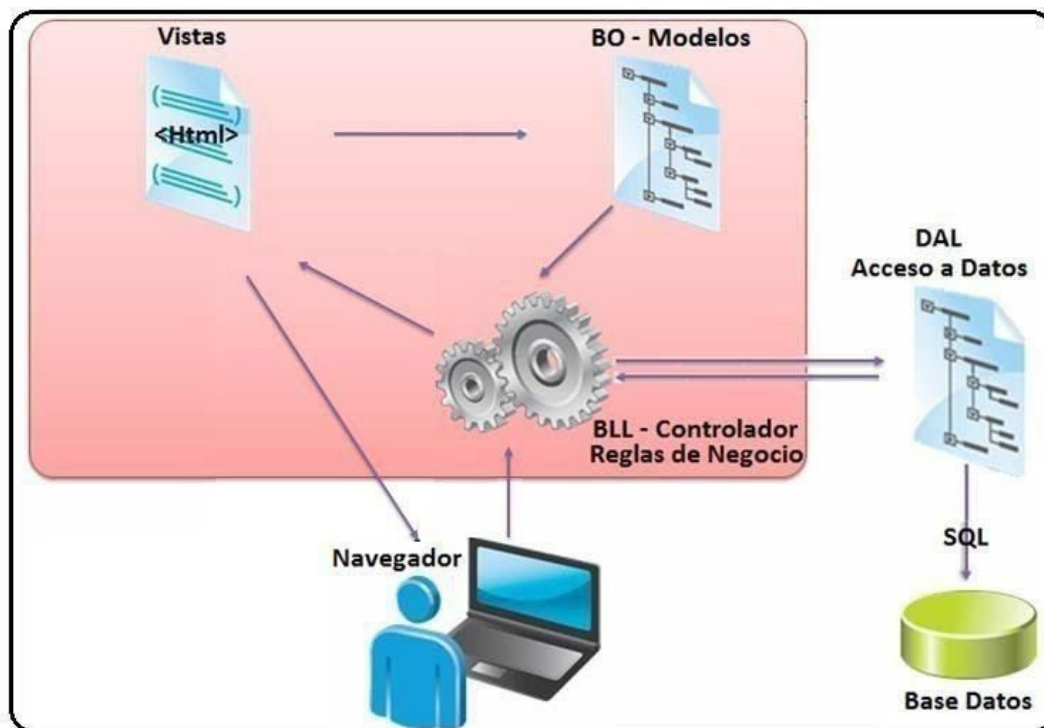 Vistas
BO - Modelos
<Html>
DAL
Acceso a Datos
BLL - Controlador
Reglas de Negocio
SQL
Navegador
Base Datos